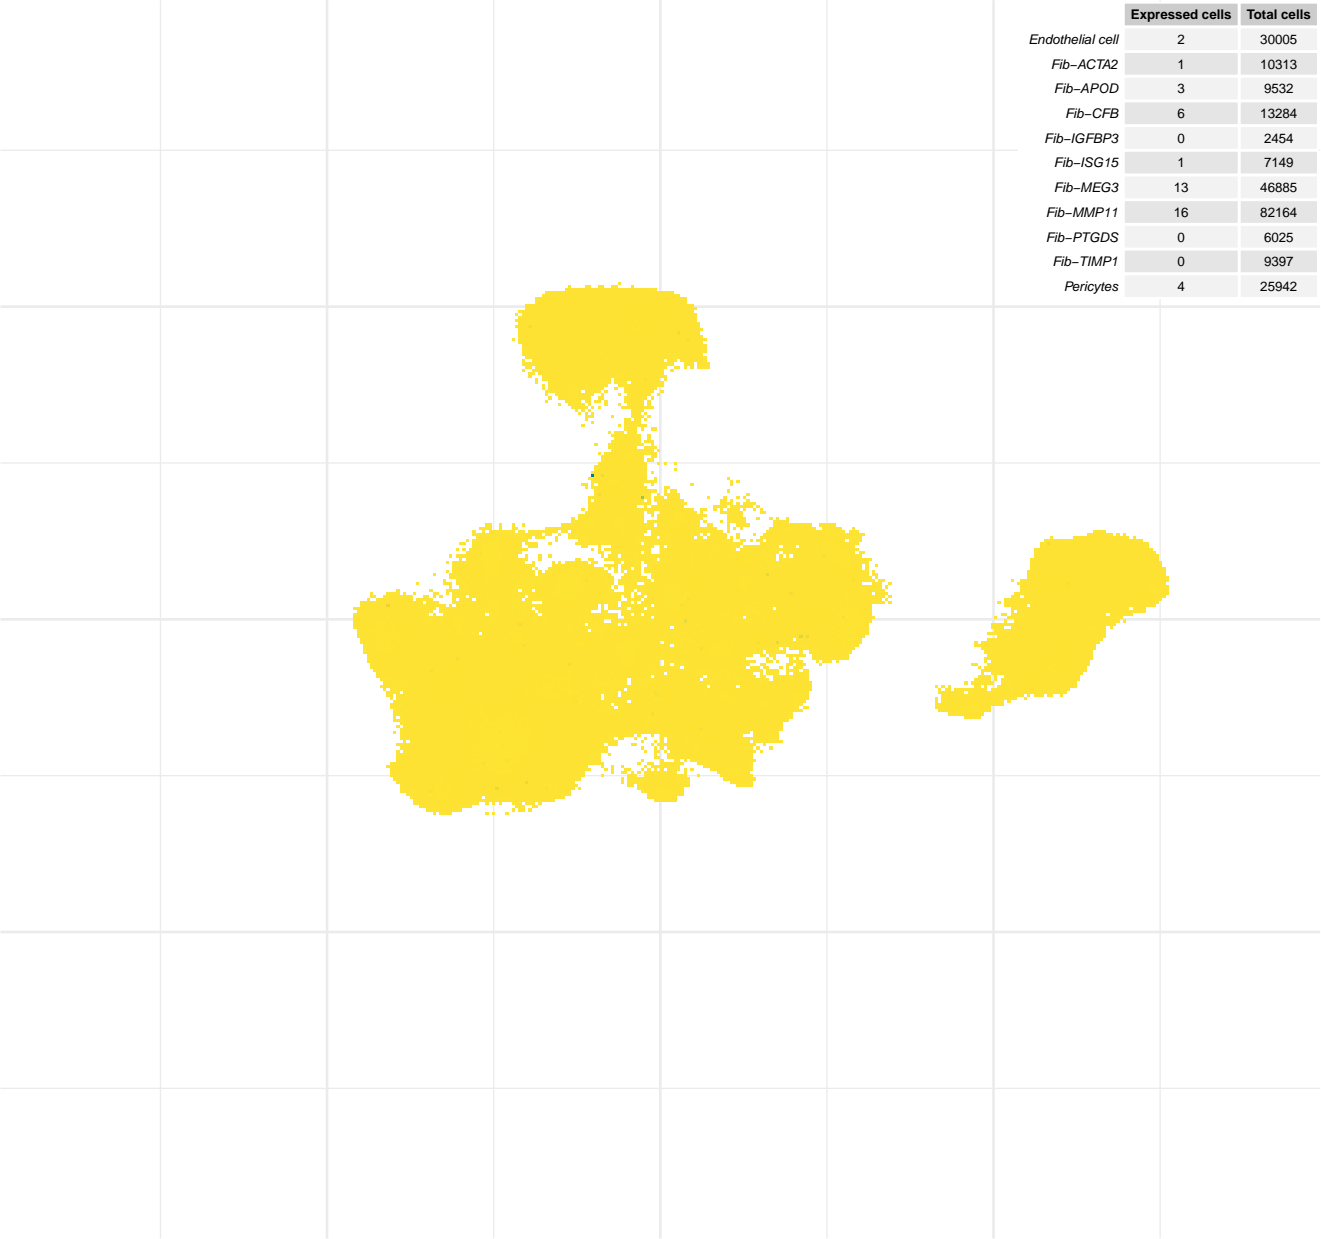 Expressed cells Total cells
Endothelial cell 2 30005
Fib−ACTA2 1 10313
Fib−APOD 3 9532
Fib−CFB 6 13284
Fib−IGFBP3 0 2454
Fib−ISG15 1 7149
Fib−MEG3 13 46885
Fib−MMP11 16 82164
Fib−PTGDS 0 6025
Fib−TIMP1 0 9397
Pericytes 4 25942